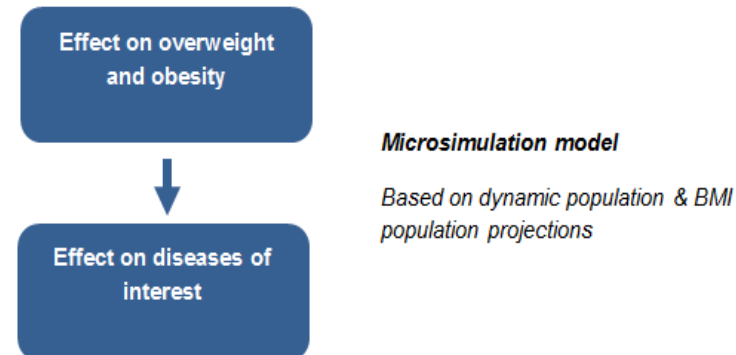 Effect on overweight
and obesity
Microsimulation model
Based on dynamic population & BMI
population projections
Effect on diseases of
interest